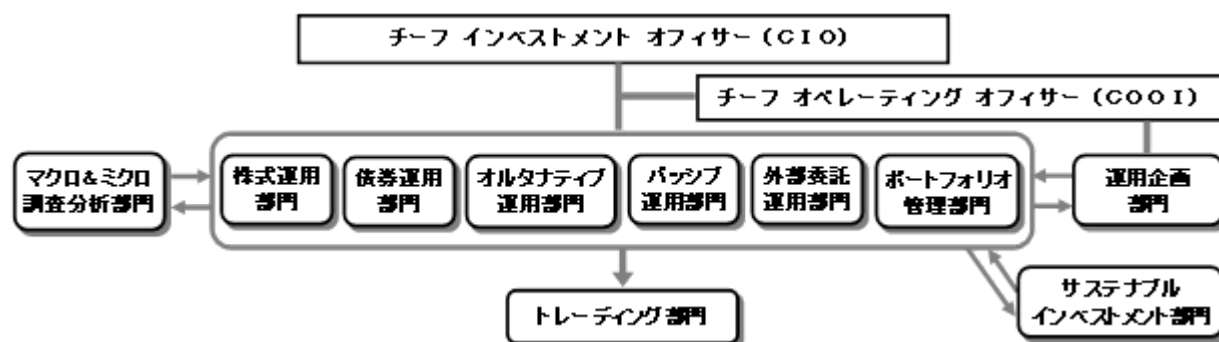 チーフ インベストメント オフィサー（ＣＩＯ）
チーフ オペレーティング オフィサー（ＣＯＯＩ）
マクロ&ミクロ
調査分析部門
株式運用
部門
債券運用
部門
オルタナティブ
運用部門
パッシブ
運用部門
外部委託
運用部門
ポートフォリオ
管理部門
運用企画
部門
トレーディング部門
サステナブル
インベストメント部門